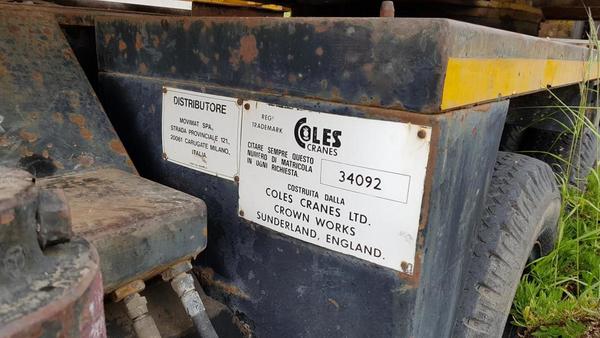 DISTRIBUTORE
MOVIMAT SPA,
STRADA PROVINCIALE 121,
20061 CARUGATE MILANO,
ITALIA.
REGD
TRADEMARK
COLES
CRANES
CITARE SEMPRE QUESTO
NUMERO DI MATRICOLA
IN OGNI RICHIESTA.
34092
COSTRUITA DALLA
COLES CRANES LTD.
CROWN WORKS
SUNDERLAND, ENGLAND.